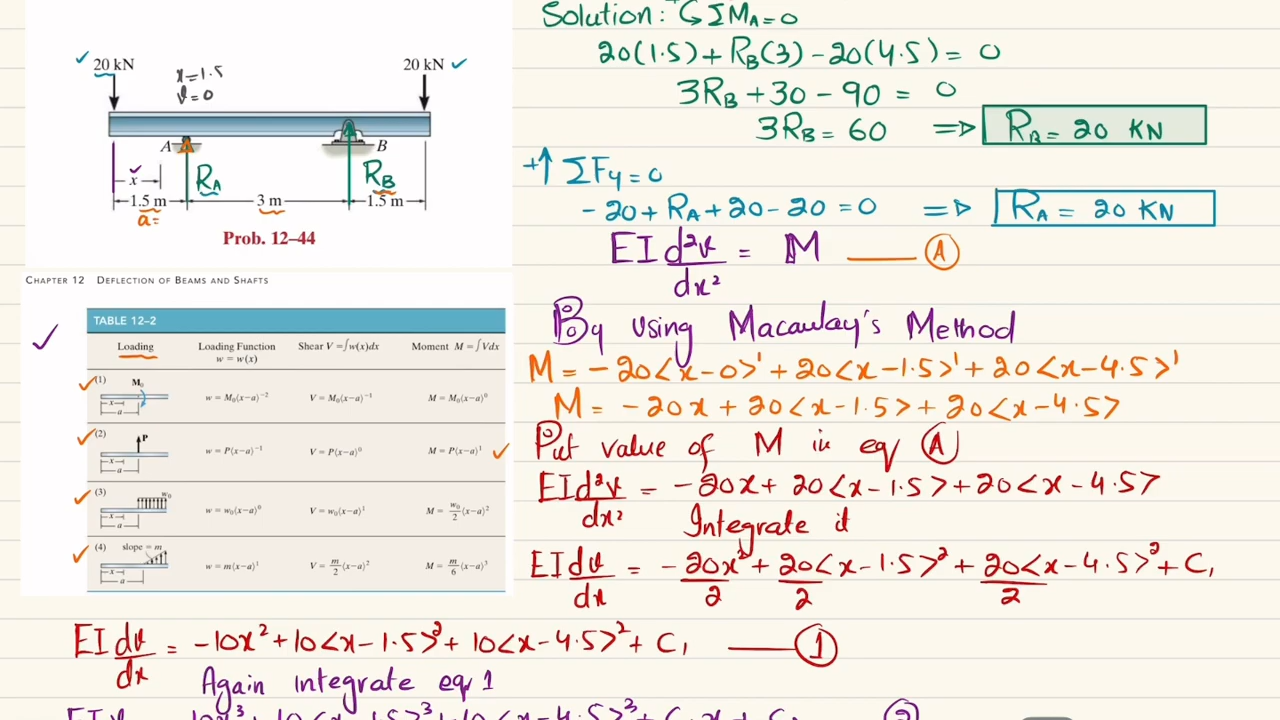 Solution: ↺ ΣM_A = 0
20(1.5) + R_B(3) - 20(4.5) = 0
3R_B + 30 - 90 = 0
3R_B = 60 => R_B = 20 KN
+↑ ΣF_y = 0
-20 + R_A + 20 - 20 = 0 => R_A = 20 KN
EI d²v/dx² = M —— (A)
By using Macaulay's Method
M = -20<x-0>¹ + 20<x-1.5>¹ + 20<x-4.5>¹
M = -20x + 20<x-1.5> + 20<x-4.5>
Put value of M in eq (A)
EI d²v/dx² = -20x + 20<x-1.5> + 20<x-4.5>
Integrate it
EI dv/dx = -20x²/2 + 20/2<x-1.5>² + 20<x-4.5>²/2 + C₁
20 kN
20 kN
x=1.5
v=0
A
B
x
R_A
R_B
1.5 m
3 m
1.5 m
a=
Prob. 12–44
CHAPTER 12 DEFLECTION OF BEAMS AND SHAFTS
TABLE 12–2
Loading Loading Function w = w(x) Shear V = ∫w(x)dx Moment M = ∫Vdx
(1) M₀ x a w = M₀⟨x−a⟩⁻² V = M₀⟨x−a⟩⁻¹ M = M₀⟨x−a⟩⁰
(2) P x a w = P⟨x−a⟩⁻¹ V = P⟨x−a⟩⁰ M = P⟨x−a⟩¹
(3) w₀ x a w = w₀⟨x−a⟩⁰ V = w₀⟨x−a⟩¹ M = w₀/2⟨x−a⟩²
(4) slope = m x a w = m⟨x−a⟩¹ V = m/2⟨x−a⟩² M = m/6⟨x−a⟩³
EI dv/dx = -10x² + 10<x-1.5>² + 10<x-4.5>² + C₁ —— (1)
Again integrate eq 1